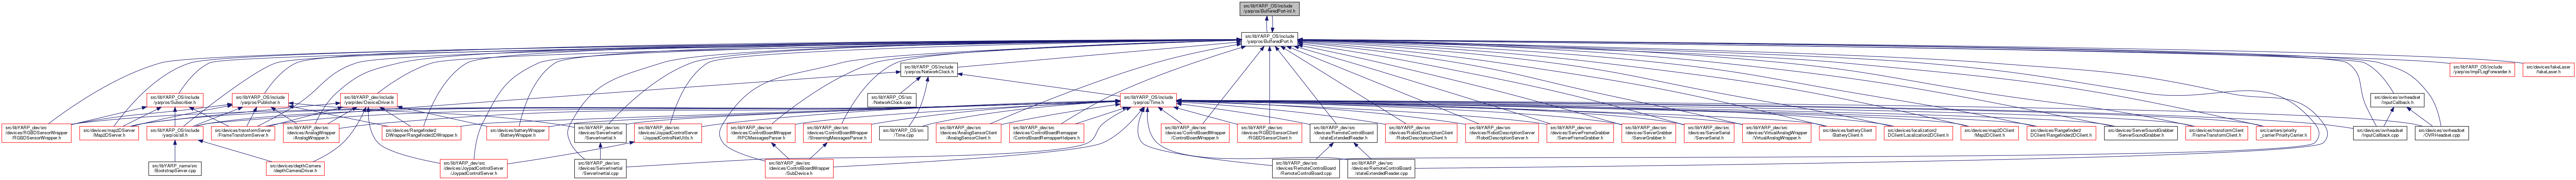 src/libYARP_OS/include
/yarp/os/BufferedPort-inl.h
src/libYARP_OS/include
/yarp/os/BufferedPort.h
src/libYARP_OS/include
/yarp/os/NetworkClock.h
src/libYARP_OS/include
/yarp/os/impl/LogForwarder.h
src/devices/fakeLaser
/fakeLaser.h
src/libYARP_OS/include
/yarp/os/Subscriber.h
src/libYARP_OS/include
/yarp/os/Publisher.h
src/libYARP_dev/include
/yarp/dev/DeviceDriver.h
src/libYARP_OS/src
/NetworkClock.cpp
src/libYARP_OS/include
/yarp/os/Time.h
src/devices/ovrheadset
/InputCallback.h
src/libYARP_dev/src
/devices/RGBDSensorWrapper
/RGBDSensorWrapper.h
src/devices/map2DServer
/Map2DServer.h
src/libYARP_OS/include
/yarp/os/all.h
src/devices/transformServer
/FrameTransformServer.h
src/libYARP_dev/src
/devices/AnalogWrapper
/AnalogWrapper.h
src/devices/Rangefinder2
DWrapper/Rangefinder2DWrapper.h
src/devices/batteryWrapper
/BatteryWrapper.h
src/libYARP_dev/src
/devices/ServerInertial
/ServerInertial.h
src/libYARP_dev/src
/devices/JoypadControlServer
/JoypadControlNetUtils.h
src/libYARP_dev/src
/devices/ControlBoardWrapper
/RPCMessagesParser.h
src/libYARP_dev/src
/devices/ControlBoardWrapper
/StreamingMessagesParser.h
src/libYARP_OS/src
/Time.cpp
src/libYARP_dev/src
/devices/AnalogSensorClient
/AnalogSensorClient.h
src/libYARP_dev/src
/devices/ControlBoardRemapper
/ControlBoardRemapperHelpers.h
src/libYARP_dev/src
/devices/ControlBoardWrapper
/ControlBoardWrapper.h
src/libYARP_dev/src
/devices/RGBDSensorClient
/RGBDSensorClient.h
src/libYARP_dev/src
/devices/RemoteControlBoard
/stateExtendedReader.h
src/libYARP_dev/src
/devices/RobotDescriptionClient
/RobotDescriptionClient.h
src/libYARP_dev/src
/devices/RobotDescriptionServer
/RobotDescriptionServer.h
src/libYARP_dev/src
/devices/ServerFrameGrabber
/ServerFrameGrabber.h
src/libYARP_dev/src
/devices/ServerGrabber
/ServerGrabber.h
src/libYARP_dev/src
/devices/ServerSerial
/ServerSerial.h
src/libYARP_dev/src
/devices/VirtualAnalogWrapper
/VirtualAnalogWrapper.h
src/devices/batteryClient
/BatteryClient.h
src/devices/localization2
DClient/Localization2DClient.h
src/devices/map2DClient
/Map2DClient.h
src/devices/Rangefinder2
DClient/Rangefinder2DClient.h
src/devices/ServerSoundGrabber
/ServerSoundGrabber.h
src/devices/transformClient
/FrameTransformClient.h
src/carriers/priority
_carrier/PriorityCarrier.h
src/devices/ovrheadset
/InputCallback.cpp
src/devices/ovrheadset
/OVRHeadset.cpp
src/libYARP_name/src
/BootstrapServer.cpp
src/devices/depthCamera
/depthCameraDriver.h
src/libYARP_dev/src
/devices/JoypadControlServer
/JoypadControlServer.h
src/libYARP_dev/src
/devices/ServerInertial
/ServerInertial.cpp
src/libYARP_dev/src
/devices/ControlBoardWrapper
/SubDevice.h
src/libYARP_dev/src
/devices/RemoteControlBoard
/RemoteControlBoard.cpp
src/libYARP_dev/src
/devices/RemoteControlBoard
/stateExtendedReader.cpp